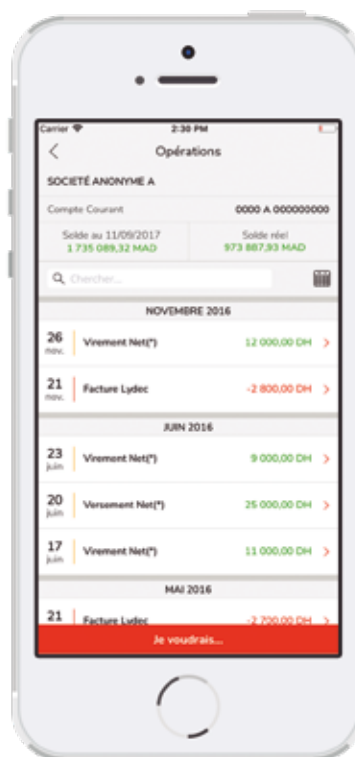 Carrier 2:30 PM
Opérations
SOCIETÉ ANONYME A
Compte Courant 0000 A 000000000
Solde au 11/09/2017 Solde réel
1 735 089,32 MAD 973 887,93 MAD
Chercher...
NOVEMBRE 2016
26 Virement Net(*) 12 000,00 DH
nov.
21 Facture Lydec -2 800,00 DH
nov.
JUIN 2016
23 Virement Net(*) 9 000,00 DH
juin
20 Versement Net(*) 25 000,00 DH
juin
17 Virement Net(*) 11 000,00 DH
juin
MAI 2016
21 Facture Lydec -2 700,00 DH
Je voudrais...